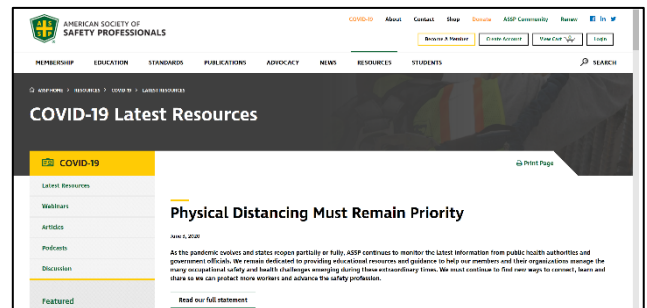 COVID-19 About Contact Shop Donate ASSP Community Renew
AMERICAN SOCIETY OF
SAFETY PROFESSIONALS
Become A Member Create Account View Cart Login
MEMBERSHIP EDUCATION STANDARDS PUBLICATIONS ADVOCACY NEWS RESOURCES STUDENTS SEARCH
ASSP HOME > RESOURCES > COVID-19 > LATEST RESOURCES
COVID-19 Latest Resources
COVID-19
Print Page
Latest Resources
Webinars
Articles
Podcasts
Discussion
Featured
Physical Distancing Must Remain Priority
2020
As the pandemic evolves and states reopen partially or fully, ASSP continues to monitor the latest information from public health authorities and
government officials. We remain dedicated to providing educational resources and guidance to help our members and their organizations manage the
many occupational safety and health challenges emerging during these extraordinary times. We must continue to find new ways to connect, learn and
share so we can protect more workers and advance the safety profession.
Read our full statement